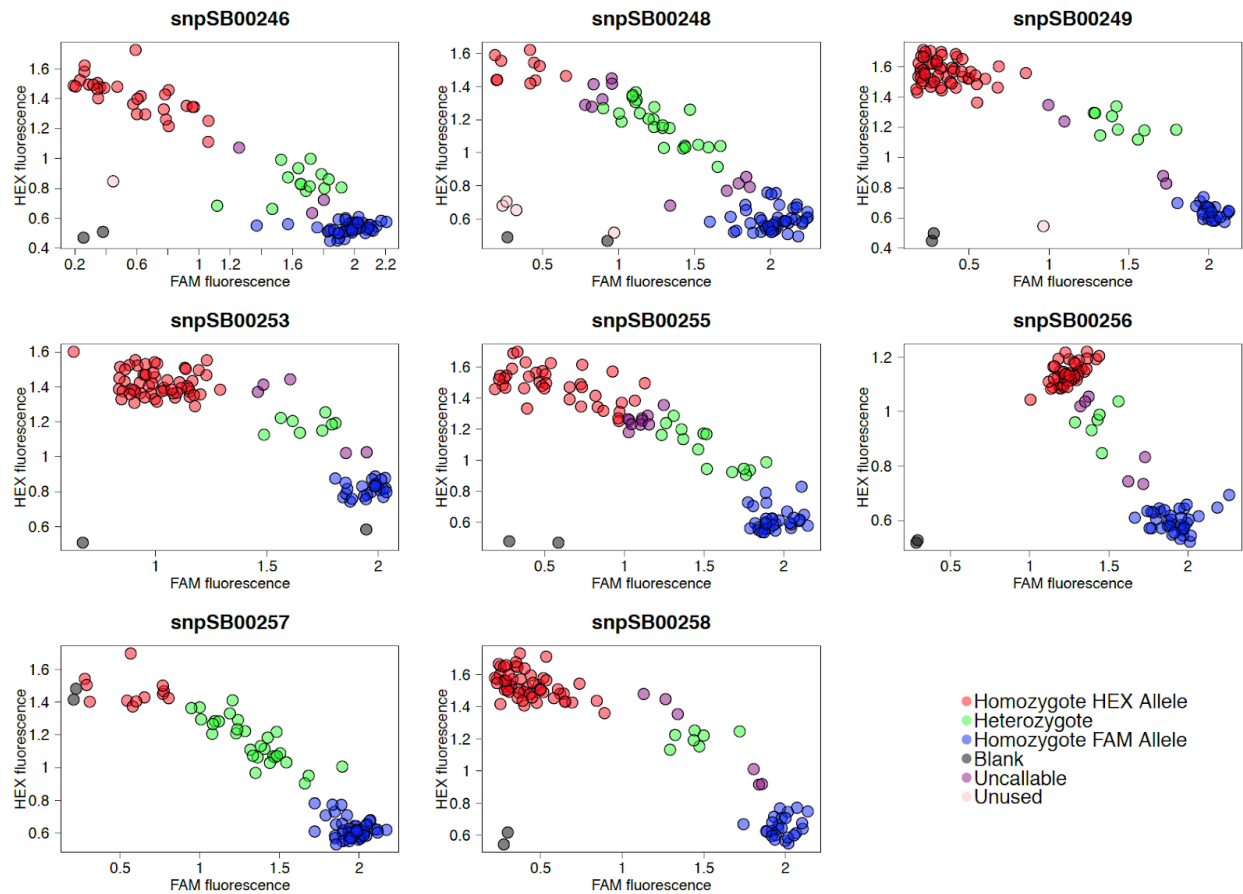 snpSB00246
HEX fluorescence
1.6
1.4
1.2
1
0.8
0.6
0.4
0.2 0.6 1 1.2 1.6 2 2.2
FAM fluorescence
snpSB00248
HEX fluorescence
1.6
1.4
1.2
1
0.8
0.6
0.5 1 1.5 2
FAM fluorescence
snpSB00249
HEX fluorescence
1.6
1.4
1.2
1
0.8
0.6
0.4
0.5 1 1.5 2
FAM fluorescence
snpSB00253
HEX fluorescence
1.6
1.4
1.2
1
0.8
0.6
1 1.5 2
FAM fluorescence
snpSB00255
HEX fluorescence
1.6
1.4
1.2
1
0.8
0.6
0.5 1 1.5 2
FAM fluorescence
snpSB00256
HEX fluorescence
1.2
1
0.8
0.6
0.5 1 1.5 2
FAM fluorescence
snpSB00257
HEX fluorescence
1.6
1.4
1.2
1
0.8
0.6
0.5 1 1.5 2
FAM fluorescence
snpSB00258
HEX fluorescence
1.6
1.4
1.2
1
0.8
0.6
0.5 1 1.5 2
FAM fluorescence
Homozygote HEX Allele
Heterozygote
Homozygote FAM Allele
Blank
Uncallable
Unused